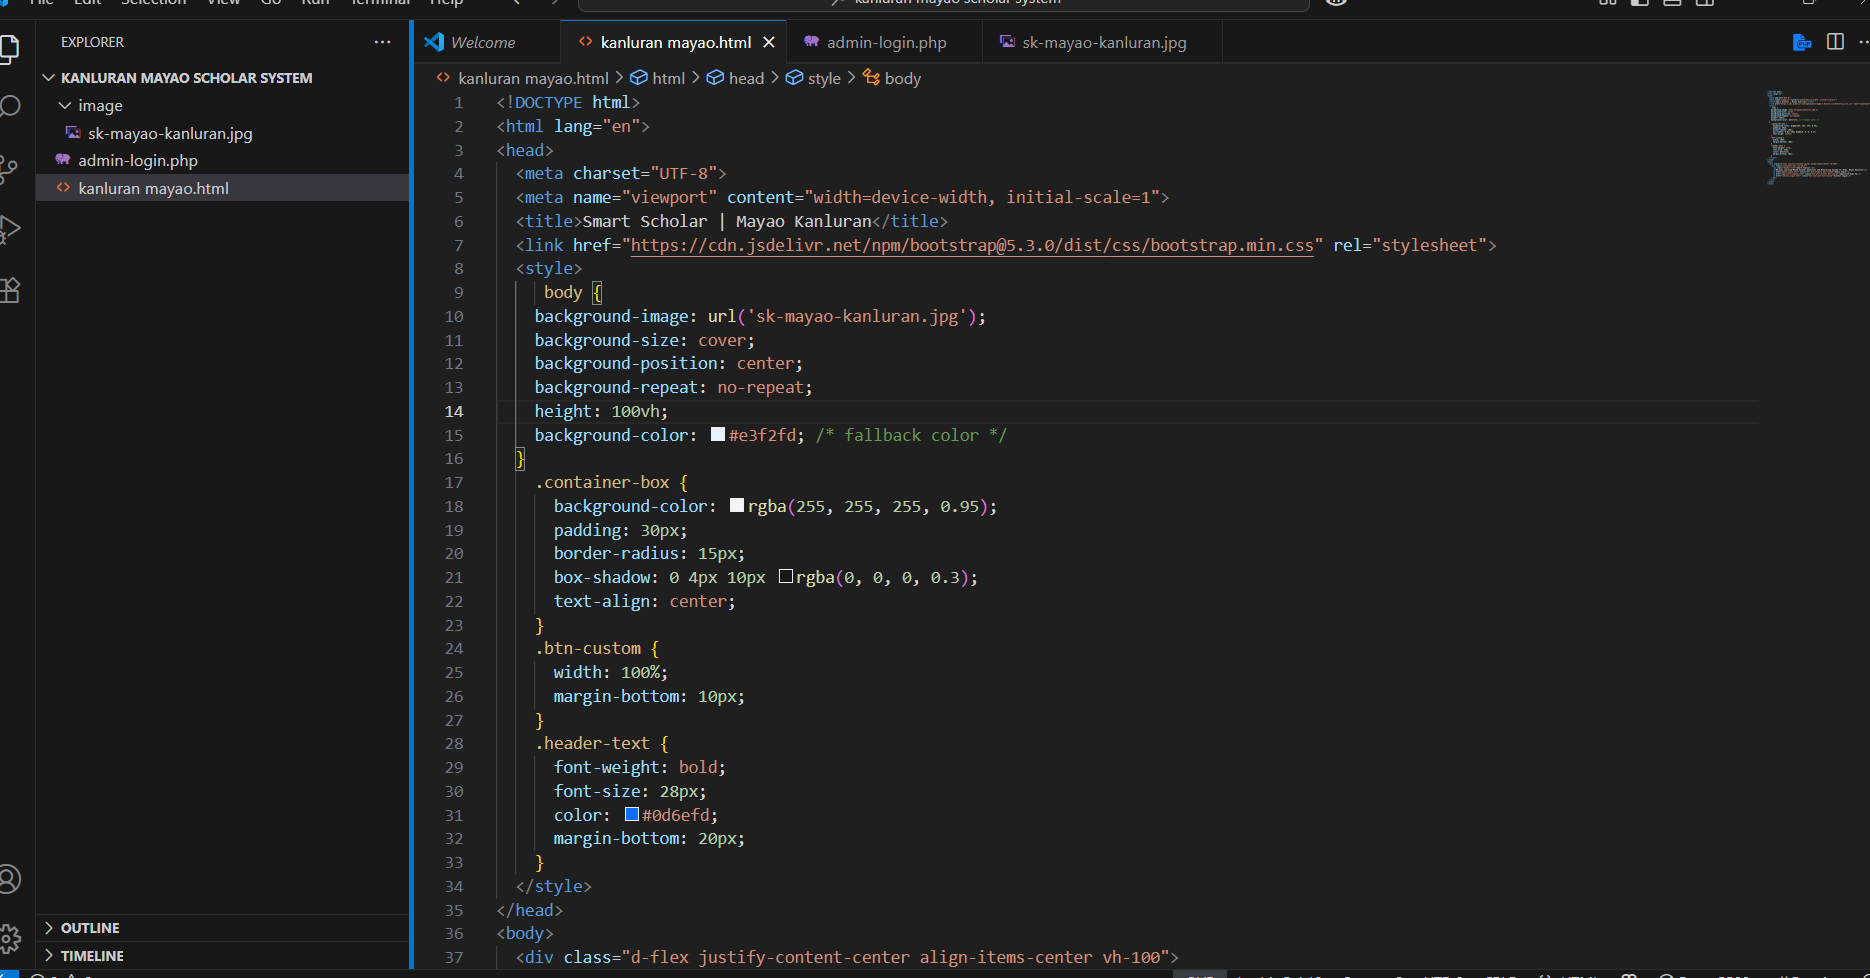 EXPLORER
KANLURAN MAYAO SCHOLAR SYSTEM
image
sk-mayao-kanluran.jpg
admin-login.php
kanluran mayao.html
OUTLINE
TIMELINE
Welcome
kanluran mayao.html
admin-login.php
sk-mayao-kanluran.jpg
kanluran mayao.html > html > head > style > body
1 <!DOCTYPE html>
2 <html lang="en">
3 <head>
4 <meta charset="UTF-8">
5 <meta name="viewport" content="width=device-width, initial-scale=1">
6 <title>Smart Scholar | Mayao Kanluran</title>
7 <link href="https://cdn.jsdelivr.net/npm/bootstrap@5.3.0/dist/css/bootstrap.min.css" rel="stylesheet">
8 <style>
9 body {
10 background-image: url('sk-mayao-kanluran.jpg');
11 background-size: cover;
12 background-position: center;
13 background-repeat: no-repeat;
14 height: 100vh;
15 background-color: #e3f2fd; /* fallback color */
16 }
17 .container-box {
18 background-color: rgba(255, 255, 255, 0.95);
19 padding: 30px;
20 border-radius: 15px;
21 box-shadow: 0 4px 10px rgba(0, 0, 0, 0.3);
22 text-align: center;
23 }
24 .btn-custom {
25 width: 100%;
26 margin-bottom: 10px;
27 }
28 .header-text {
29 font-weight: bold;
30 font-size: 28px;
31 color: #0d6efd;
32 margin-bottom: 20px;
33 }
34 </style>
35 </head>
36 <body>
37 <div class="d-flex justify-content-center align-items-center vh-100">